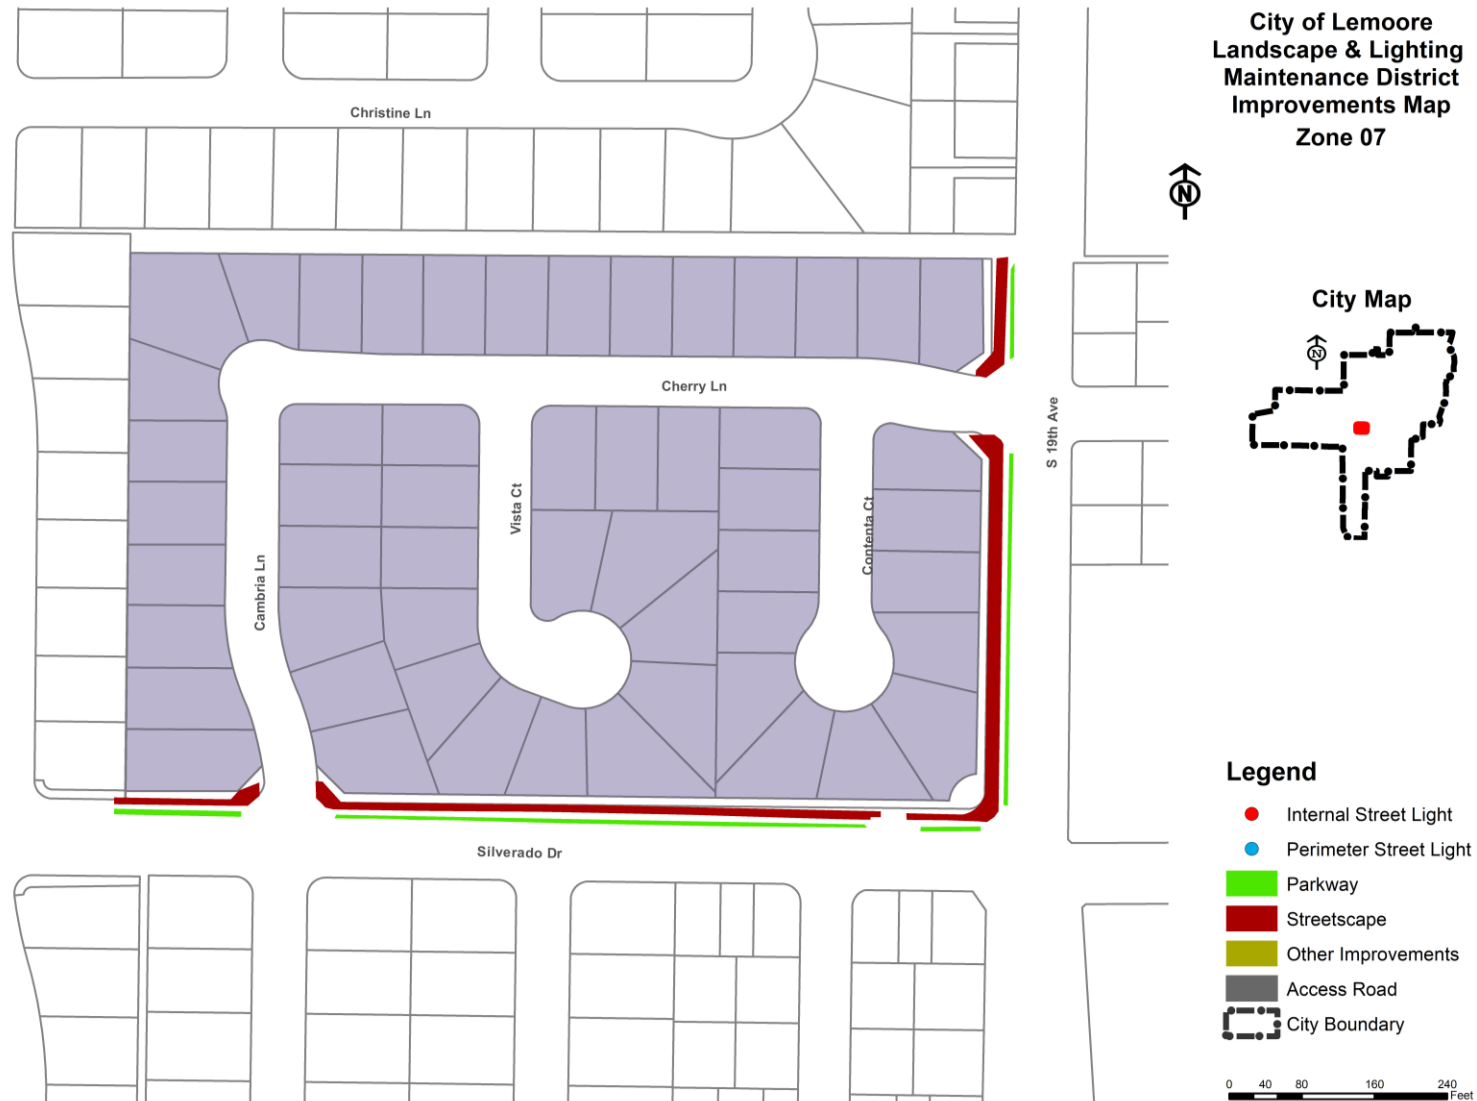 City of Lemoore
Landscape & Lighting
Maintenance District
Improvements Map
Zone 07
N
Christine Ln
Cherry Ln
S 19th Ave
Vista Ct
Contenta Ct
Cambria Ln
Silverado Dr
City Map
N
Legend
Internal Street Light
Perimeter Street Light
Parkway
Streetscape
Other Improvements
Access Road
City Boundary
0 40 80 160 240
Feet